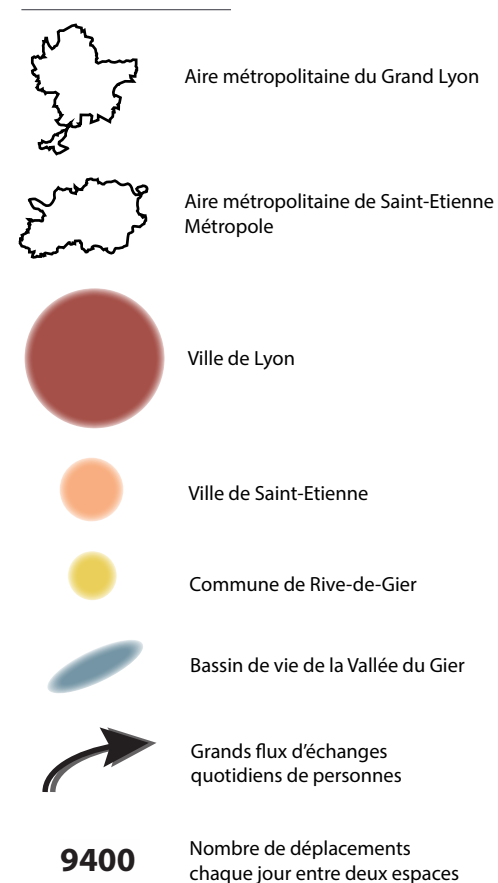 Aire métropolitaine du Grand Lyon
Aire métropolitaine de Saint-Etienne
Métropole
Ville de Lyon
Ville de Saint-Etienne
Commune de Rive-de-Gier
Bassin de vie de la Vallée du Gier
Grands flux d'échanges
quotidiens de personnes
9400
Nombre de déplacements
chaque jour entre deux espaces